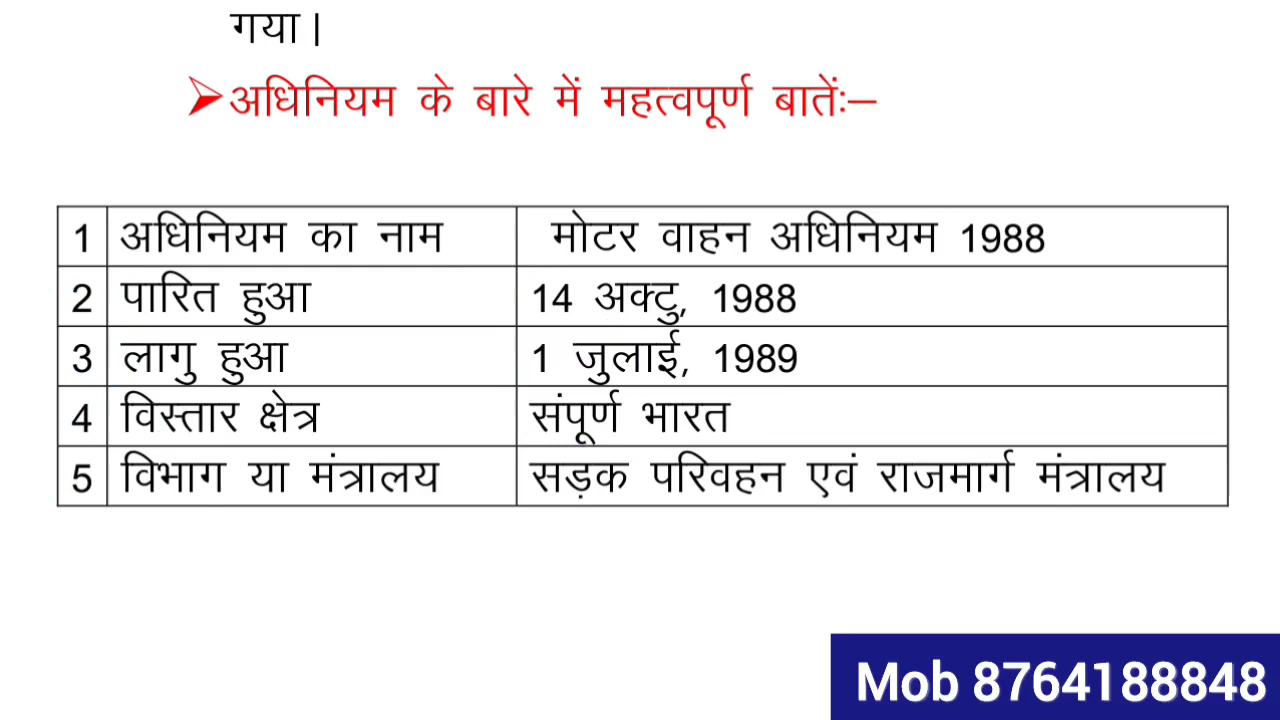 गया।
➢अधिनियम के बारे में महत्वपूर्ण बातेंः–
1 अधिनियम का नाम मोटर वाहन अधिनियम 1988
2 पारित हुआ 14 अक्टु, 1988
3 लागु हुआ 1 जुलाई, 1989
4 विस्तार क्षेत्र संपूर्ण भारत
5 विभाग या मंत्रालय सड़क परिवहन एवं राजमार्ग मंत्रालय
Mob 8764188848